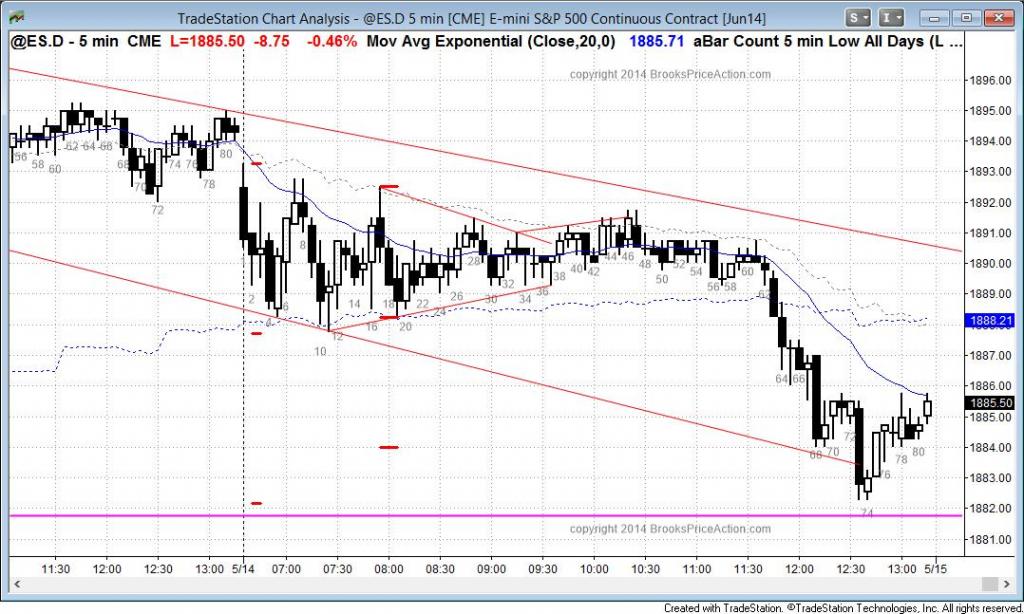 TradeStation Chart Analysis - @ES.D 5 min [CME] E-mini S&P 500 Continuous Contract [Jun14]
S I
@ES.D - 5 min CME L=1885.50 -8.75 -0.46% Mov Avg Exponential (Close,20,0) 1885.71 aBar Count 5 min Low All Days (L ...
copyright 2014 BrooksPriceAction.com
1896.00
1895.00
1894.00
1893.00
1892.00
1891.00
1890.00
1889.00
1888.21
1887.00
1886.00
1885.50
1885.00
1884.00
1883.00
1882.00
1881.00
56 58 60 62 64 66 68 70 72 74 76 78 80
2 4 6 8 10 12 14 16 18 20 22 24 26 28 30 34 36 38 40 42 44 46 48 50 52 54 56 58 60 62 64 66 68 70 72 74 76 78 80
copyright 2014 BrooksPriceAction.com
11:30 12:00 12:30 13:00 5/14 07:00 07:30 08:00 08:30 09:00 09:30 10:00 10:30 11:00 11:30 12:00 12:30 13:00 5/15
Created with TradeStation. ©TradeStation Technologies, Inc. All rights reserved.